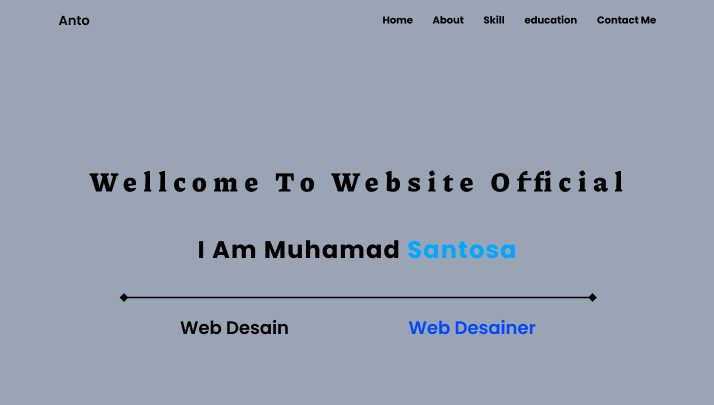 Anto Home About Skill education Contact Me
Wellcome To Website Official
I Am Muhamad Santosa
Web Desain Web Desainer